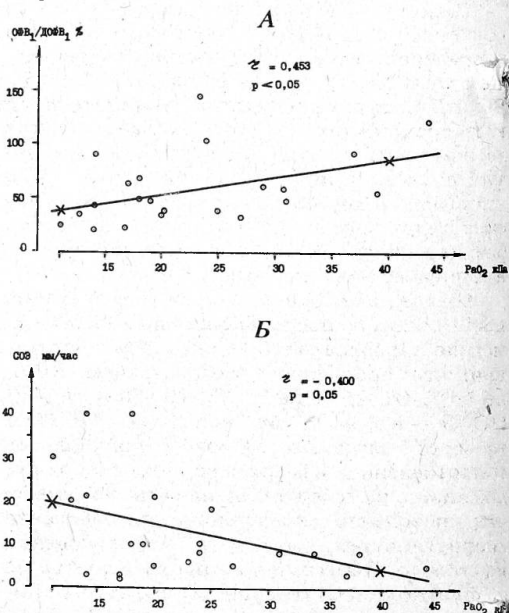 А
ОФВ₁/ДОФВ₁ %
r = 0,453
p < 0,05
150
100
50
0
15 20 25 30 35 40 45 PaO₂ кПа
Б
СОЭ мм/час
r = - 0,400
p = 0,05
40
30
20
10
0
15 20 25 30 35 40 45
PaO₂